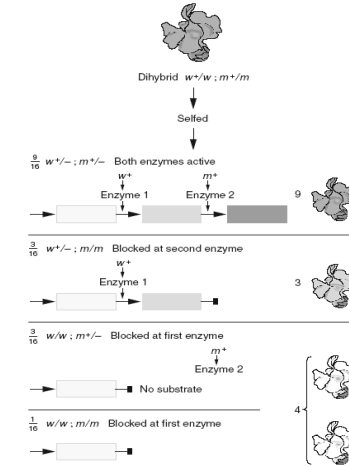 Dihybrid w+/w ; m+/m
Selfed
9/16 w+/– ; m+/– Both enzymes active
w+ m+
Enzyme 1 Enzyme 2 9
3/16 w+/– ; m/m Blocked at second enzyme
w+ 3
Enzyme 1
3/16 w/w ; m+/– Blocked at first enzyme
m+
Enzyme 2
No substrate
4
1/16 w/w ; m/m Blocked at first enzyme